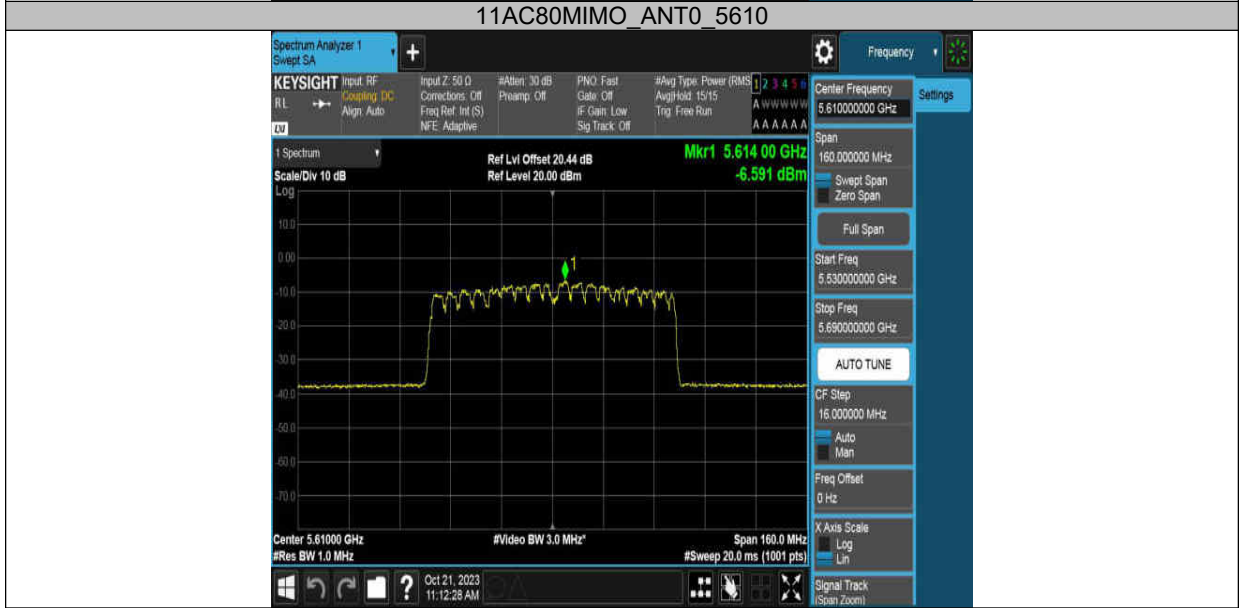 11AC80MIMO_ANT0_5610
Spectrum Analyzer 1
Swept SA
+
Frequency
KEYSIGHT
RL
Input: RF
Coupling: DC
Align: Auto
Input Z: 50 Ω
Corrections: Off
Freq Ref: Int (S)
NFE: Adaptive
#Atten: 30 dB
Preamp: Off
PNO: Fast
Gate: Off
IF Gain: Low
Sig Track: Off
#Avg Type: Power (RMS
Avg|Hold: 15/15
Trig: Free Run
1 2 3 4 5 6
A W W W W W
A A A A A A
Center Frequency
5.610000000 GHz
Settings
1 Spectrum
Scale/Div 10 dB
Log
Ref Lvl Offset 20.44 dB
Ref Level 20.00 dBm
Mkr1 5.614 00 GHz
-6.591 dBm
Span
160.000000 MHz
Swept Span
Zero Span
Full Span
Start Freq
5.530000000 GHz
Stop Freq
5.690000000 GHz
AUTO TUNE
CF Step
16.000000 MHz
Auto
Man
Freq Offset
0 Hz
X Axis Scale
Log
Lin
Signal Track
(Span Zoom)
10.0
0.00
-10.0
-20.0
-30.0
-40.0
-50.0
-60.0
-70.0
1
Center 5.61000 GHz
#Res BW 1.0 MHz
#Video BW 3.0 MHz*
Span 160.0 MHz
#Sweep 20.0 ms (1001 pts)
?
Oct 21, 2023
11:12:28 AM